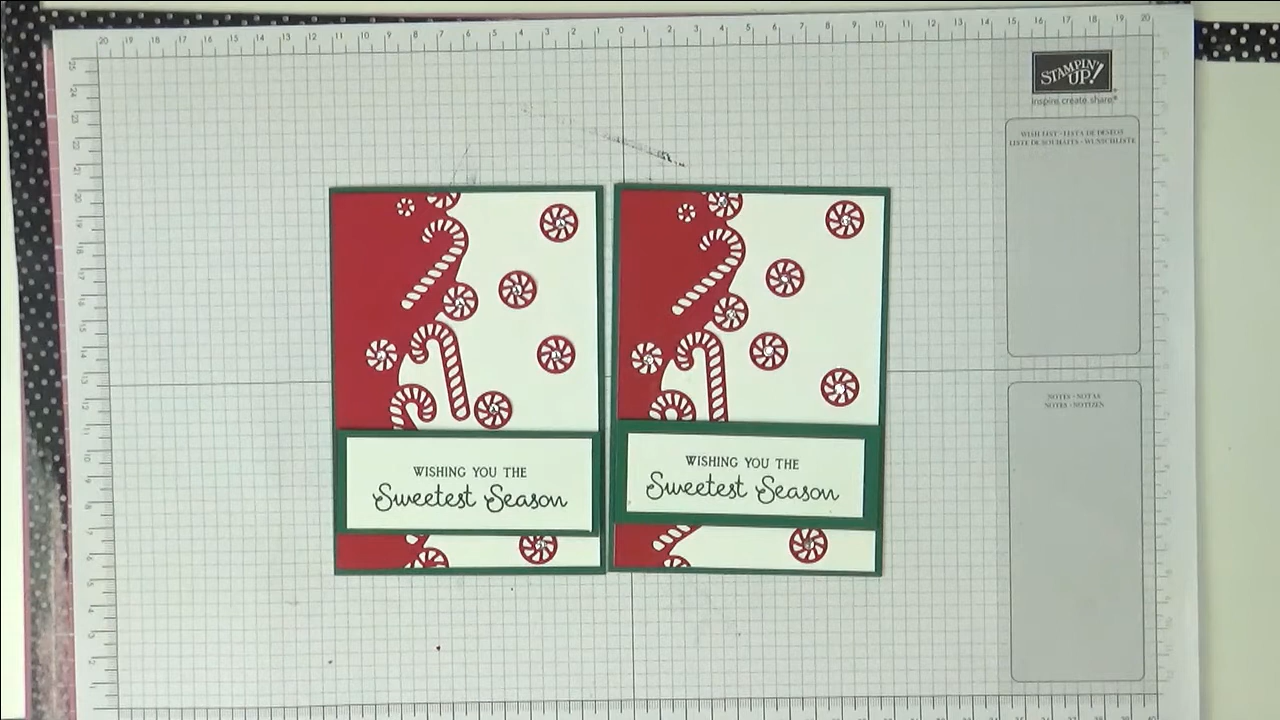 STAMPIN' UP!
inspire.create.share
WISH LIST • LISTA DE DESEOS
LISTE DE SOUHAITS • WUNSCHLISTE
NOTES • NOTAS
NOTES • NOTIZEN
WISHING YOU THE
Sweetest Season
WISHING YOU THE
Sweetest Season